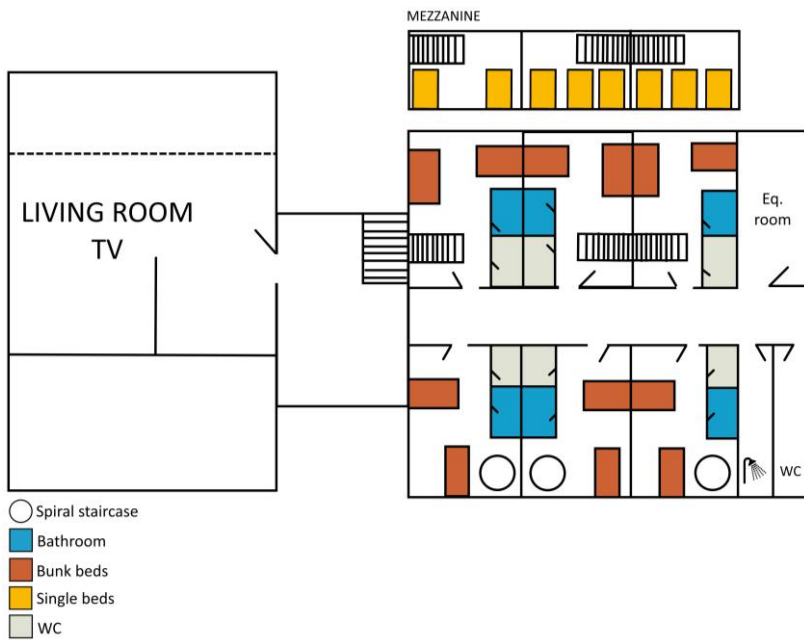 MEZZANINE
LIVING ROOM
TV
Eq.
room
WC
Spiral staircase
Bathroom
Bunk beds
Single beds
WC